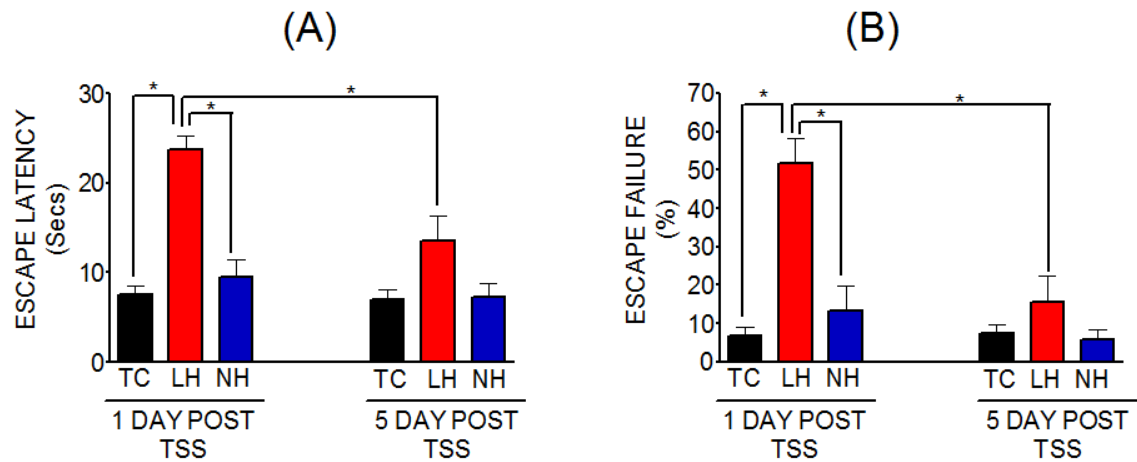 (A)
ESCAPE LATENCY
(Secs)
30
20
10
0
*
*
*
TC LH NH
TC LH NH
1 DAY POST
TSS
5 DAY POST
TSS
(B)
ESCAPE FAILURE
(%)
70
60
50
40
30
20
10
0
*
*
*
TC LH NH
TC LH NH
1 DAY POST
TSS
5 DAY POST
TSS